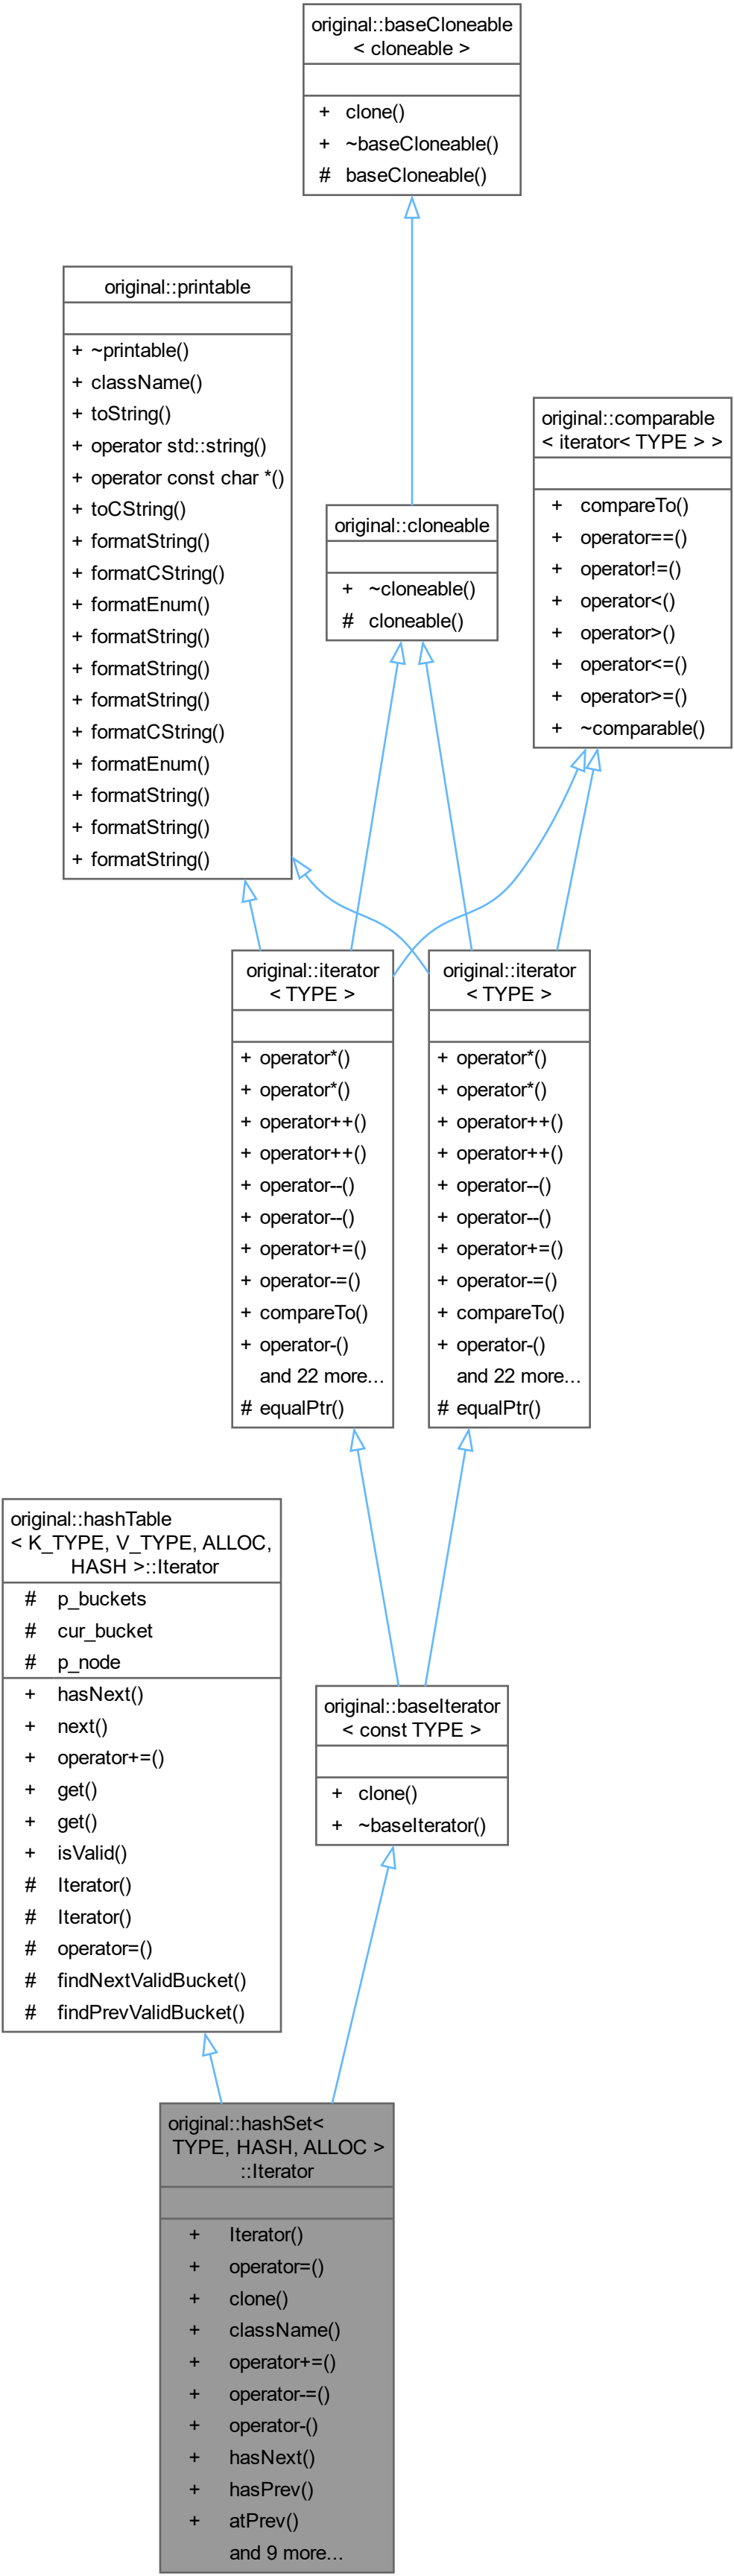 original::baseCloneable
< cloneable >
+ clone()
+ ~baseCloneable()
# baseCloneable()
original::printable
+ ~printable()
+ className()
+ toString()
+ operator std::string()
+ operator const char *()
+ toCString()
+ formatString()
+ formatCString()
+ formatEnum()
+ formatString()
+ formatString()
+ formatString()
+ formatCString()
+ formatEnum()
+ formatString()
+ formatString()
+ formatString()
original::comparable
< iterator< TYPE > >
+ compareTo()
+ operator==()
+ operator!=()
+ operator<()
+ operator>()
+ operator<=()
+ operator>=()
+ ~comparable()
original::cloneable
+ ~cloneable()
# cloneable()
original::iterator
< TYPE >
+ operator*()
+ operator*()
+ operator++()
+ operator++()
+ operator--()
+ operator--()
+ operator+=()
+ operator-=()
+ compareTo()
+ operator-()
and 22 more...
# equalPtr()
original::iterator
< TYPE >
+ operator*()
+ operator*()
+ operator++()
+ operator++()
+ operator--()
+ operator--()
+ operator+=()
+ operator-=()
+ compareTo()
+ operator-()
and 22 more...
# equalPtr()
original::hashTable
< K_TYPE, V_TYPE, ALLOC,
HASH >::Iterator
# p_buckets
# cur_bucket
# p_node
+ hasNext()
+ next()
+ operator+=()
+ get()
+ get()
+ isValid()
# Iterator()
# Iterator()
# operator=()
# findNextValidBucket()
# findPrevValidBucket()
original::baseIterator
< const TYPE >
+ clone()
+ ~baseIterator()
original::hashSet<
TYPE, HASH, ALLOC >
::Iterator
+ Iterator()
+ operator=()
+ clone()
+ className()
+ operator+=()
+ operator-=()
+ operator-()
+ hasNext()
+ hasPrev()
+ atPrev()
and 9 more...